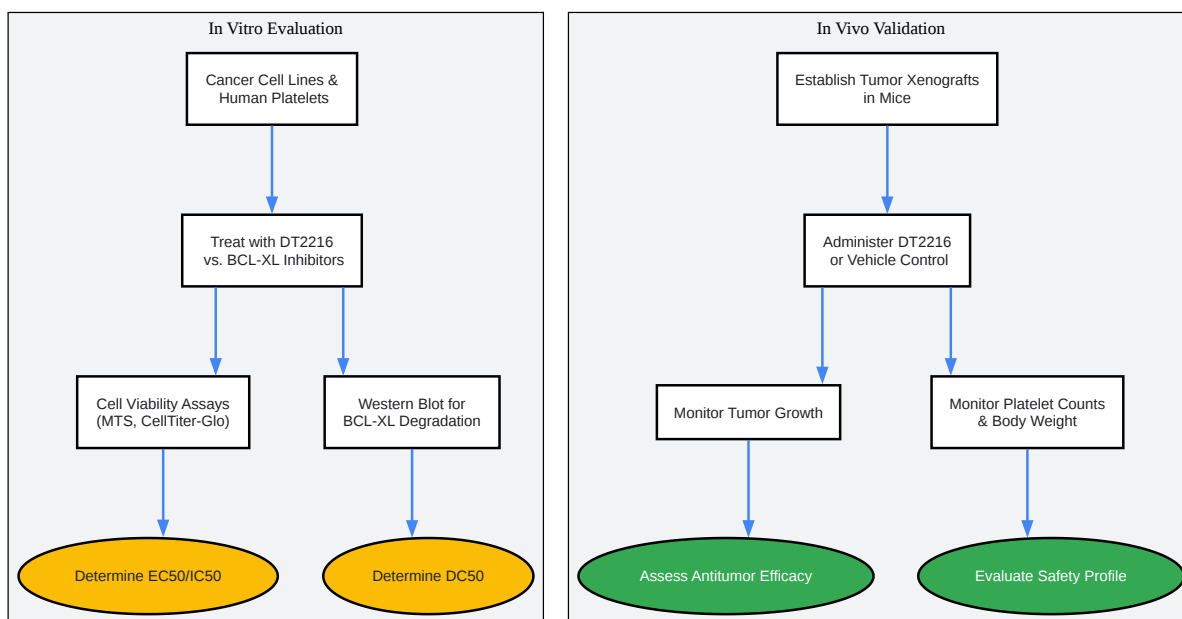 In Vitro Evaluation
Cancer Cell Lines &
Human Platelets
Treat with DT2216
vs. BCL-XL Inhibitors
Cell Viability Assays
(MTS, CellTiter-Glo)
Western Blot for
BCL-XL Degradation
Determine EC50/IC50
Determine DC50
In Vivo Validation
Establish Tumor Xenografts
in Mice
Administer DT2216
or Vehicle Control
Monitor Tumor Growth
Monitor Platelet Counts
& Body Weight
Assess Antitumor Efficacy
Evaluate Safety Profile